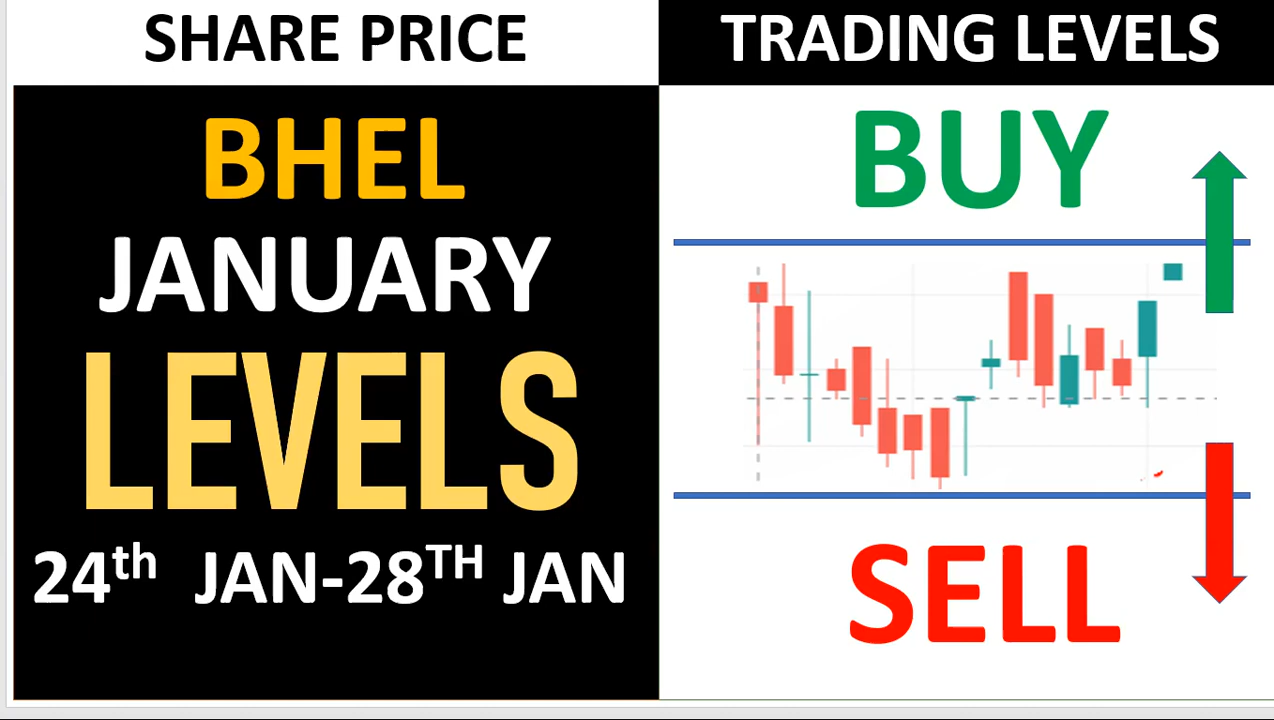 SHARE PRICE
BHEL
JANUARY
LEVELS
24th JAN-28TH JAN
TRADING LEVELS
BUY
SELL